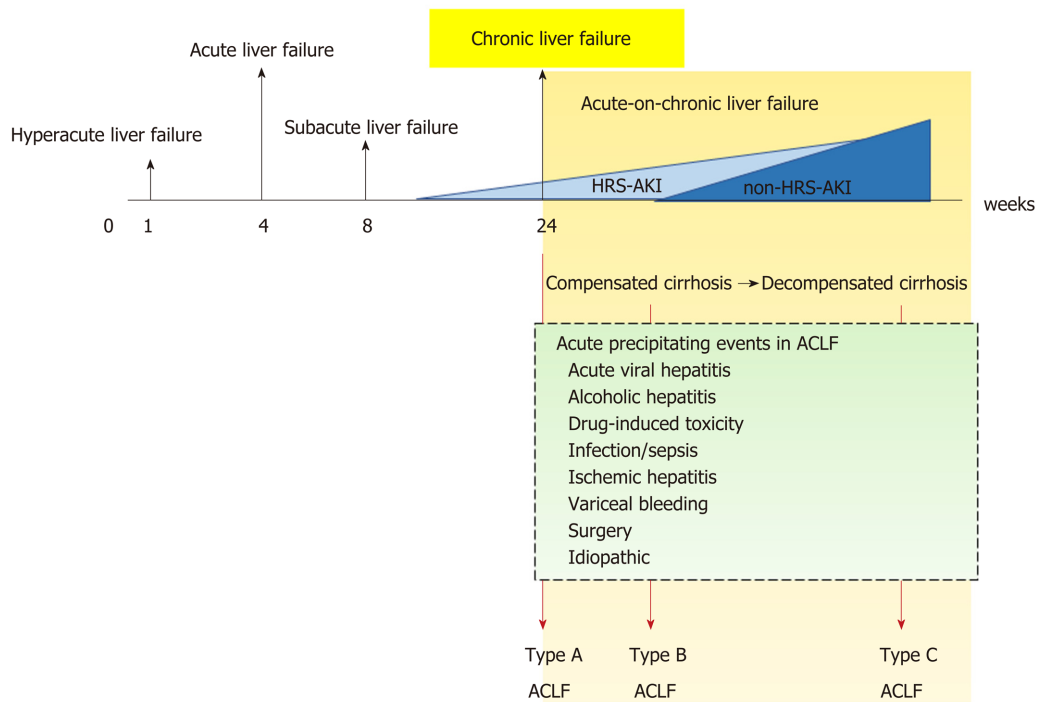 Chronic liver failure
Acute liver failure
Acute-on-chronic liver failure
Subacute liver failure
Hyperacute liver failure
HRS-AKI
non-HRS-AKI
weeks
0 1 4 8 24
Compensated cirrhosis → Decompensated cirrhosis
Acute precipitating events in ACLF
Acute viral hepatitis
Alcoholic hepatitis
Drug-induced toxicity
Infection/sepsis
Ischemic hepatitis
Variceal bleeding
Surgery
Idiopathic
Type A Type B Type C
ACLF ACLF ACLF